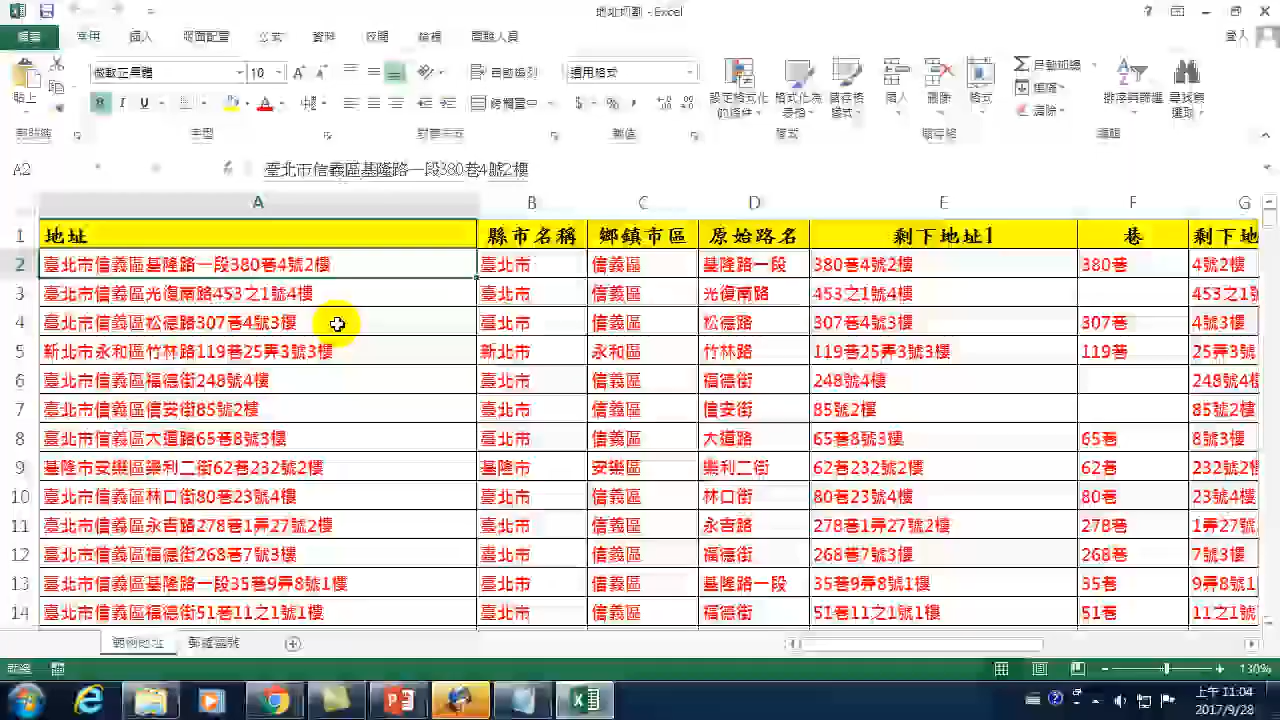 地址切割 - Excel
檔案 常用 插入 版面配置 公式 資料 校閱 檢視 開發人員 登入
微軟正黑體 10 自動換列 通用格式 自動加總
貼上 B I U 跨欄置中 $ % 設定格式化的條件 格式化為表格 儲存格樣式 插入 刪除 格式 填滿 清除 排序與篩選 尋找與選取
剪貼簿 字型 對齊方式 數值 樣式 儲存格 編輯
A2 臺北市信義區基隆路一段380巷4號2樓
A B C D E F G
1 地址 縣市名稱 鄉鎮市區 原始路名 剩下地址1 巷 剩下地
2 臺北市信義區基隆路一段380巷4號2樓 臺北市 信義區 基隆路一段 380巷4號2樓 380巷 4號2樓
3 臺北市信義區光復南路453之1號4樓 臺北市 信義區 光復南路 453之1號4樓 453之1號
4 臺北市信義區松德路307巷4號3樓 臺北市 信義區 松德路 307巷4號3樓 307巷 4號3樓
5 新北市永和區竹林路119巷25弄3號3樓 新北市 永和區 竹林路 119巷25弄3號3樓 119巷 25弄3號
6 臺北市信義區福德街248號4樓 臺北市 信義區 福德街 248號4樓 248號4樓
7 臺北市信義區信安街85號2樓 臺北市 信義區 信安街 85號2樓 85號2樓
8 臺北市信義區大道路65巷8號3樓 臺北市 信義區 大道路 65巷8號3樓 65巷 8號3樓
9 基隆市安樂區樂利二街62巷232號2樓 基隆市 安樂區 樂利二街 62巷232號2樓 62巷 232號2樓
10 臺北市信義區林口街80巷23號4樓 臺北市 信義區 林口街 80巷23號4樓 80巷 23號4樓
11 臺北市信義區永吉路278巷1弄27號2樓 臺北市 信義區 永吉路 278巷1弄27號2樓 278巷 1弄27號
12 臺北市信義區福德街268巷7號3樓 臺北市 信義區 福德街 268巷7號3樓 268巷 7號3樓
13 臺北市信義區基隆路一段35巷9弄8號1樓 臺北市 信義區 基隆路一段 35巷9弄8號1樓 35巷 9弄8號1
14 臺北市信義區福德街51巷11之1號1樓 臺北市 信義區 福德街 51巷11之1號1樓 51巷 11之1號
範例地址 郵遞區號
就緒 130%
上午 11:04
2017/9/28